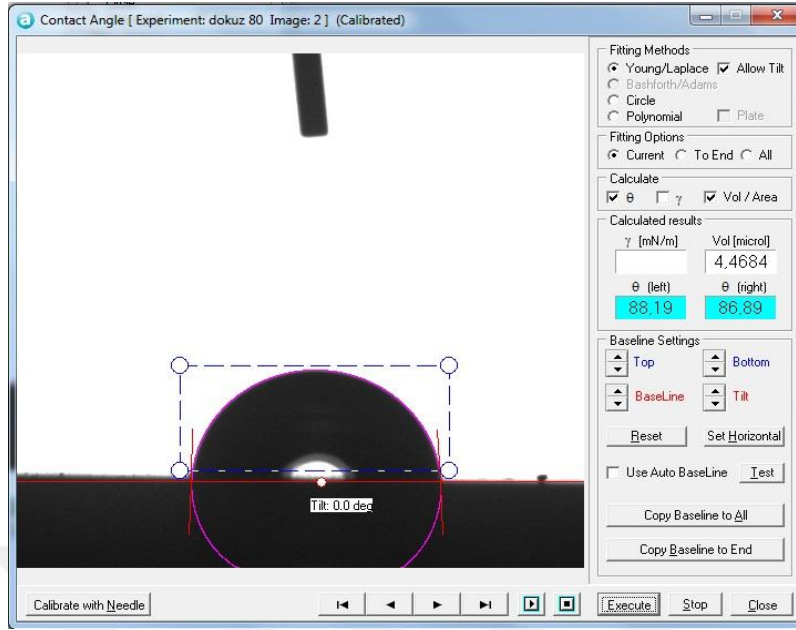 Contact Angle [ Experiment: dokuz 80 Image: 2 ] (Calibrated)
Fitting Methods
Young/Laplace Allow Tilt
Bashforth/Adams
Circle
Polynomial Plate
Fitting Options
Current To End All
Calculate
θ γ Vol / Area
Calculated results
γ [mN/m] Vol [microl]
4,4684
θ (left) θ (right)
88,19 86,89
Baseline Settings
Top Bottom
BaseLine Tilt
Reset Set Horizontal
Use Auto BaseLine Test
Tilt: 0.0 deg
Copy Baseline to All
Copy Baseline to End
Calibrate with Needle Execute Stop Close